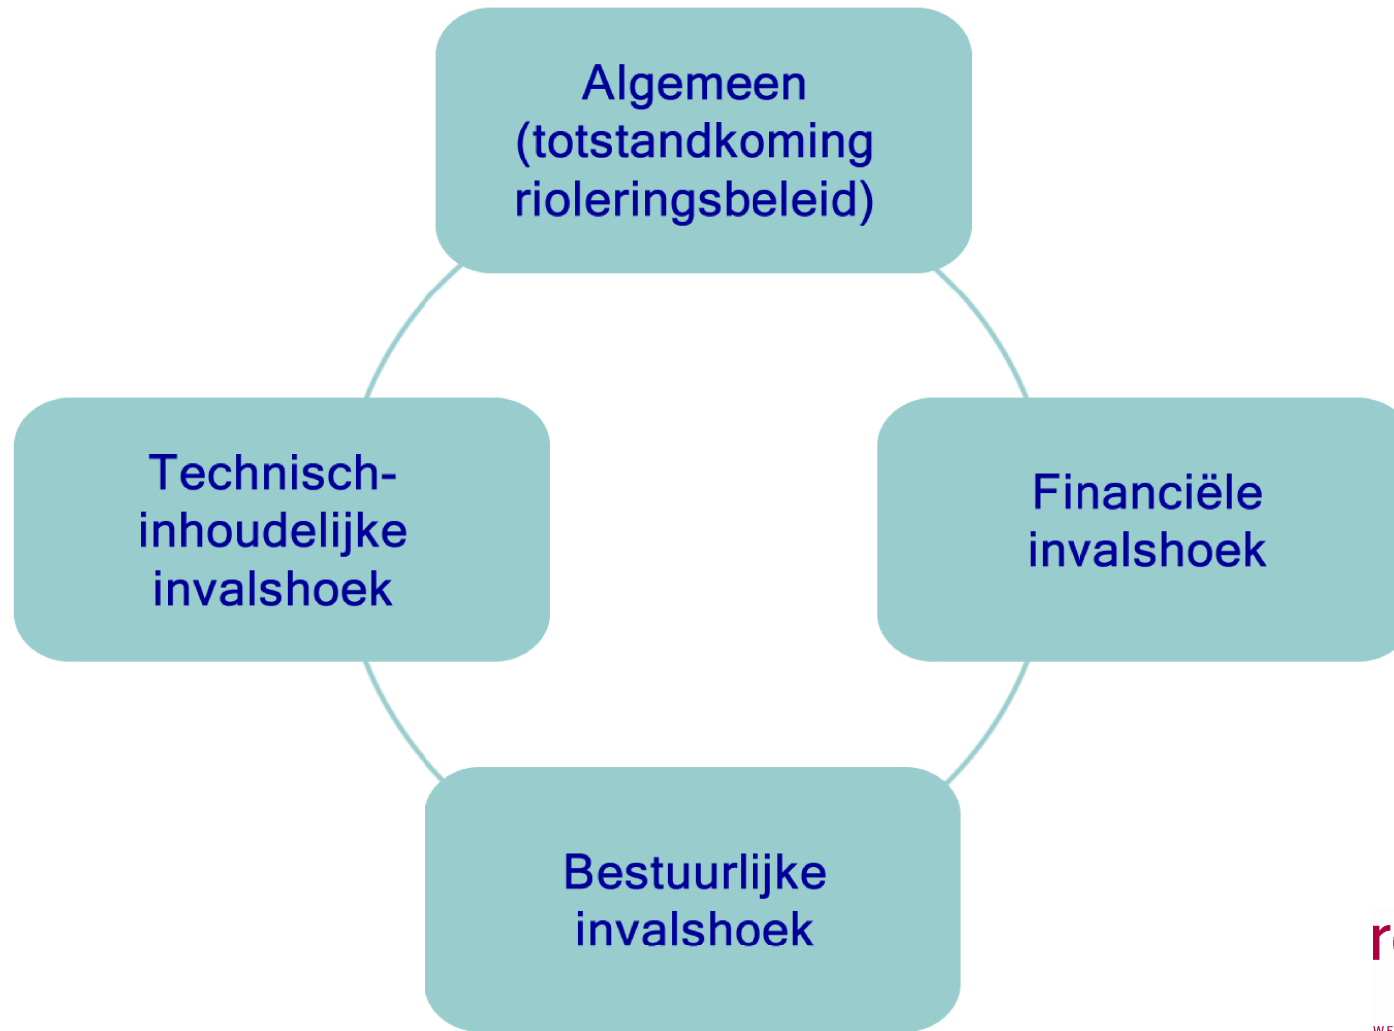 Algemeen
(totstandkoming
rioleringsbeleid)
Technisch-
inhoudelijke
invalshoek
Financiële
invalshoek
Bestuurlijke
invalshoek